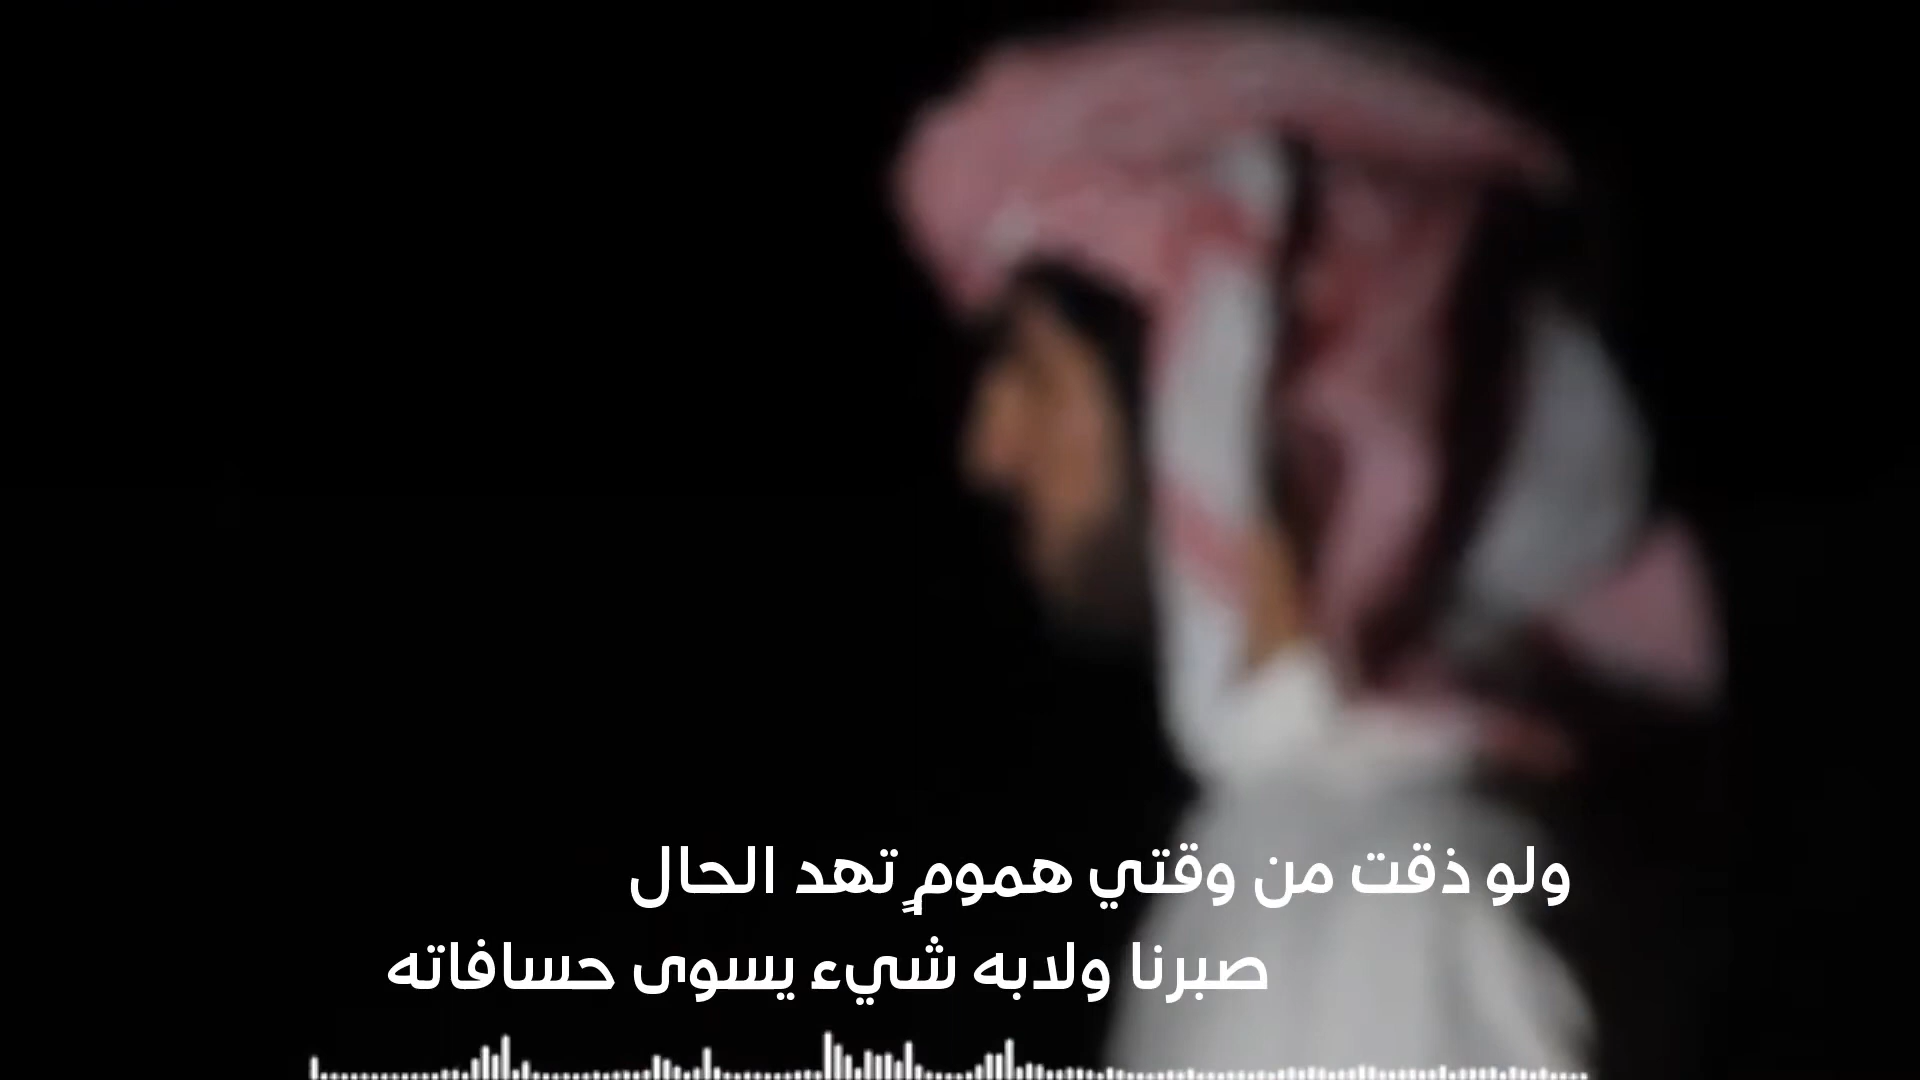 ولو ذقت من وقتي همومٍ تهد الحال
صبرنا ولابه شيء يسوى حسافاته